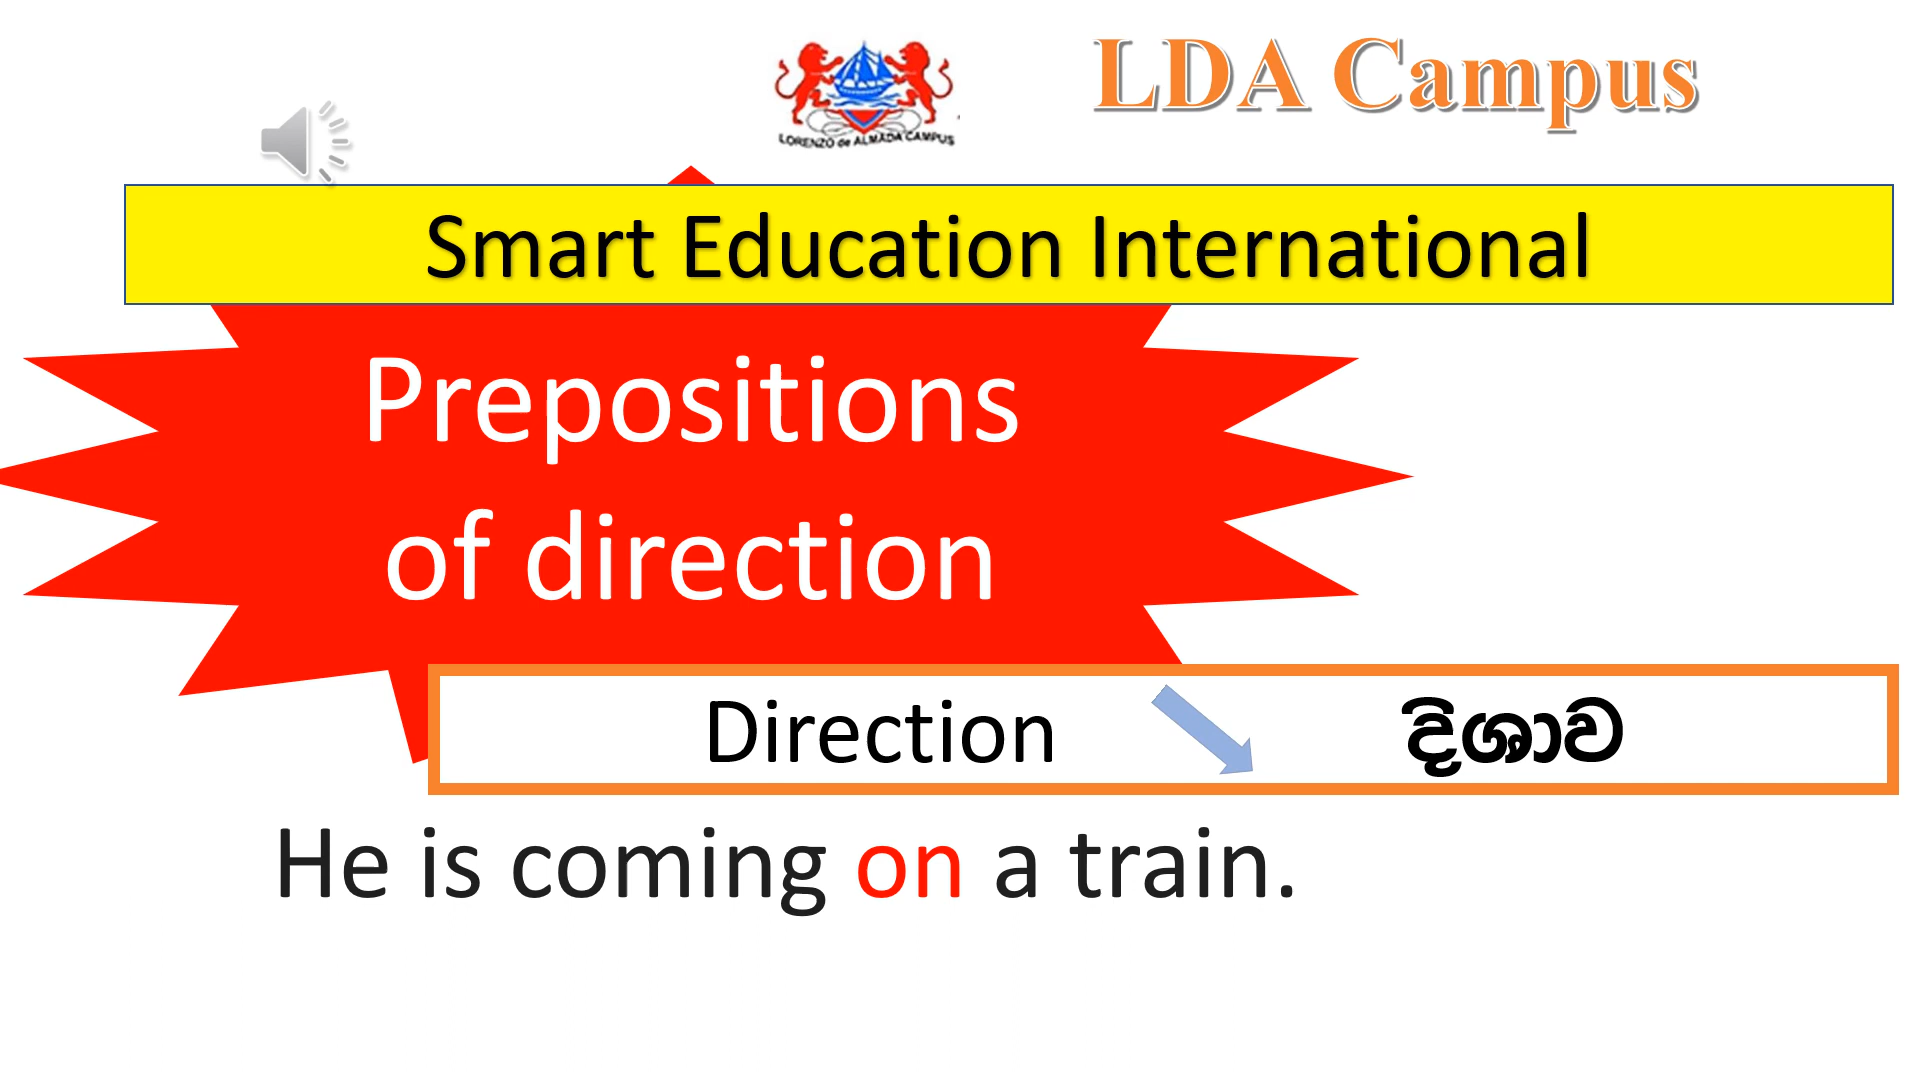 LDA Campus
LORENZO de ALMADA CAMPUS
Smart Education International
Prepositions
of direction
Direction දිශාව
He is coming on a train.